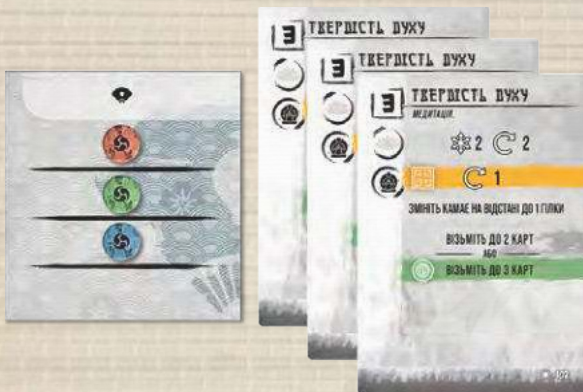 3 ТВЕРДІСТЬ ДУХУ
3 ТВЕРДІСТЬ ДУХУ
3 ТВЕРДІСТЬ ДУХУ
МЕДИТАЦІЯ.
2 2
1
ЗМІНІТЬ КАМАЕ НА ВІДСТАНІ ДО 1 ГІЛКИ
ВІЗЬМІТЬ ДО 2 КАРТ
АБО
ВІЗЬМІТЬ ДО 3 КАРТ